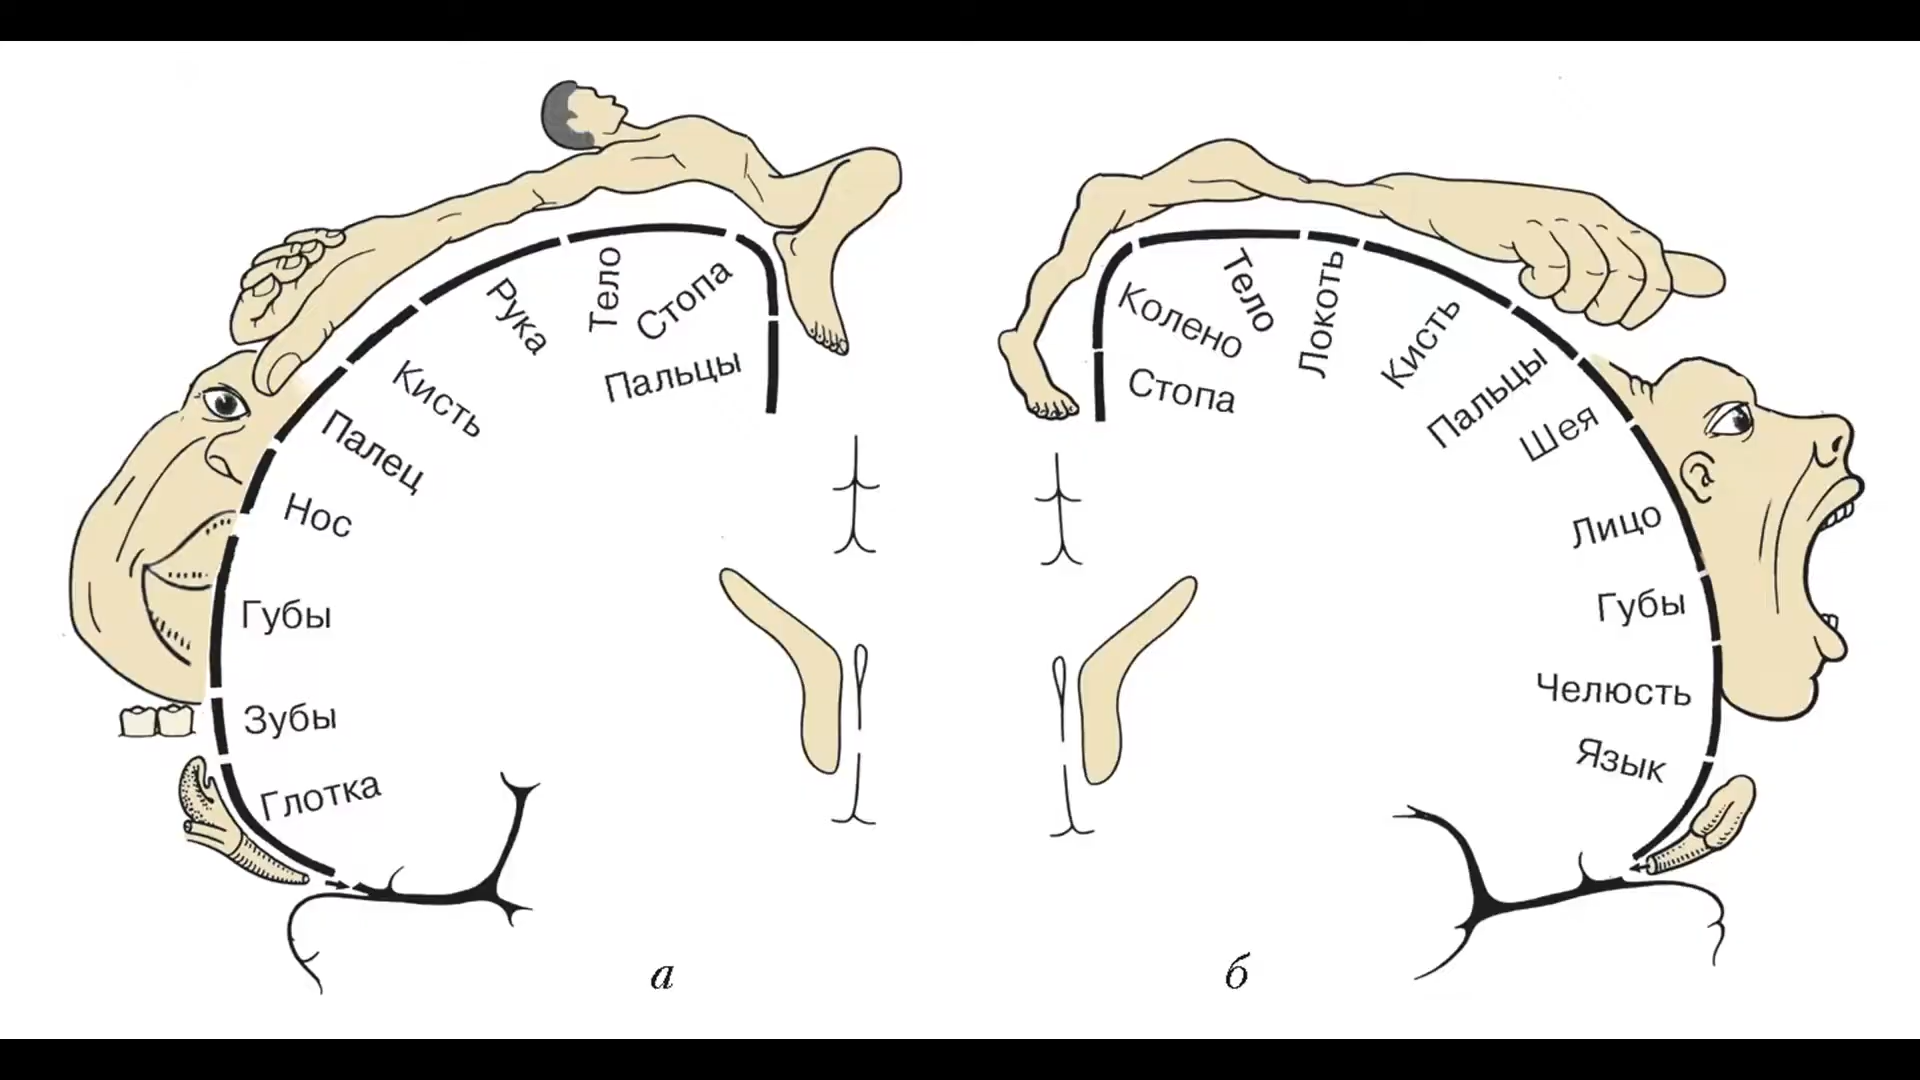 Рука
Тело
Стопа
Пальцы
Кисть
Палец
Нос
Губы
Зубы
Глотка
а
Колено
Тело
Локоть
Кисть
Пальцы
Стопа
Шея
Лицо
Губы
Челюсть
Язык
б